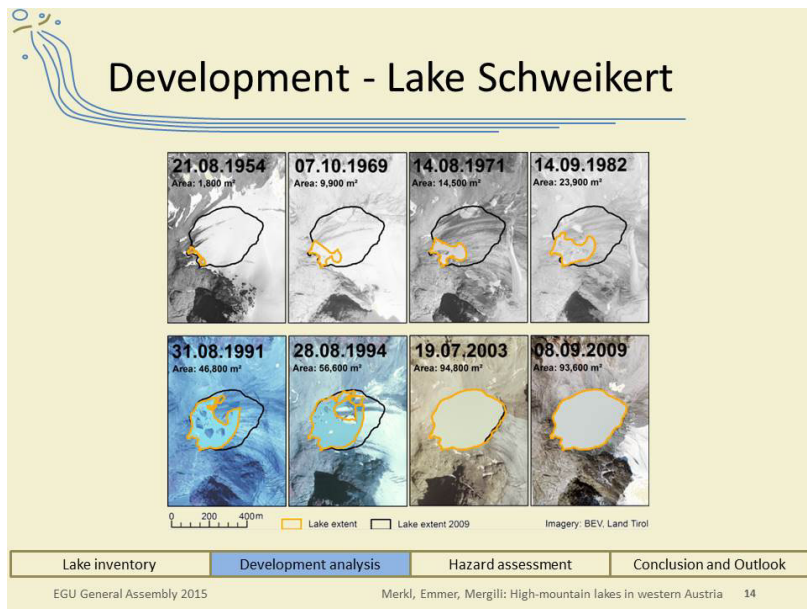 Development - Lake Schweikert
21.08.1954
Area: 1,800 m²
07.10.1969
Area: 9,900 m²
14.08.1971
Area: 14,500 m²
14.09.1982
Area: 23,900 m²
31.08.1991
Area: 46,800 m²
28.08.1994
Area: 56,600 m²
19.07.2003
Area: 94,800 m²
08.09.2009
Area: 93,600 m²
0 200 400m
Lake extent
Lake extent 2009
Imagery: BEV, Land Tirol
Lake inventory
Development analysis
Hazard assessment
Conclusion and Outlook
EGU General Assembly 2015
Merkl, Emmer, Mergili: High-mountain lakes in western Austria
14